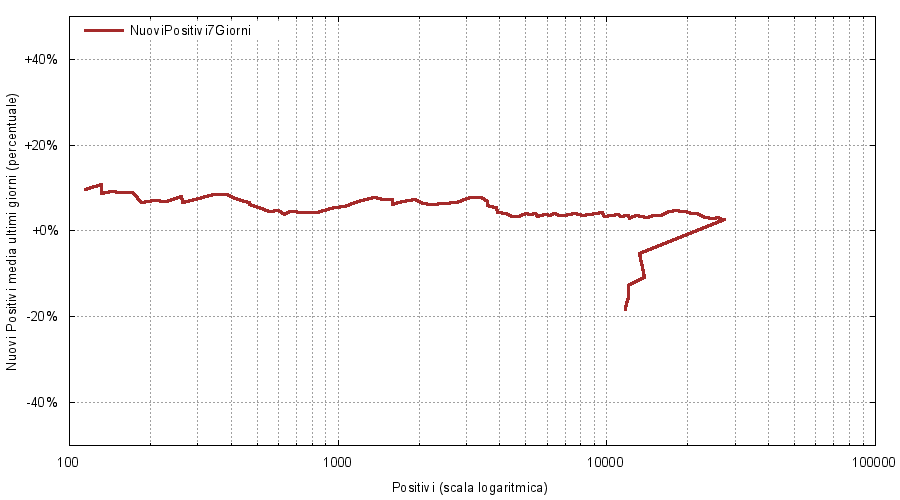 NuoviPositivi7Giorni
+40%
+20%
+0%
-20%
-40%
Nuovi Positivi media ultimi giorni (percentuale)
100 1000 10000 100000
Positivi (scala logaritmica)